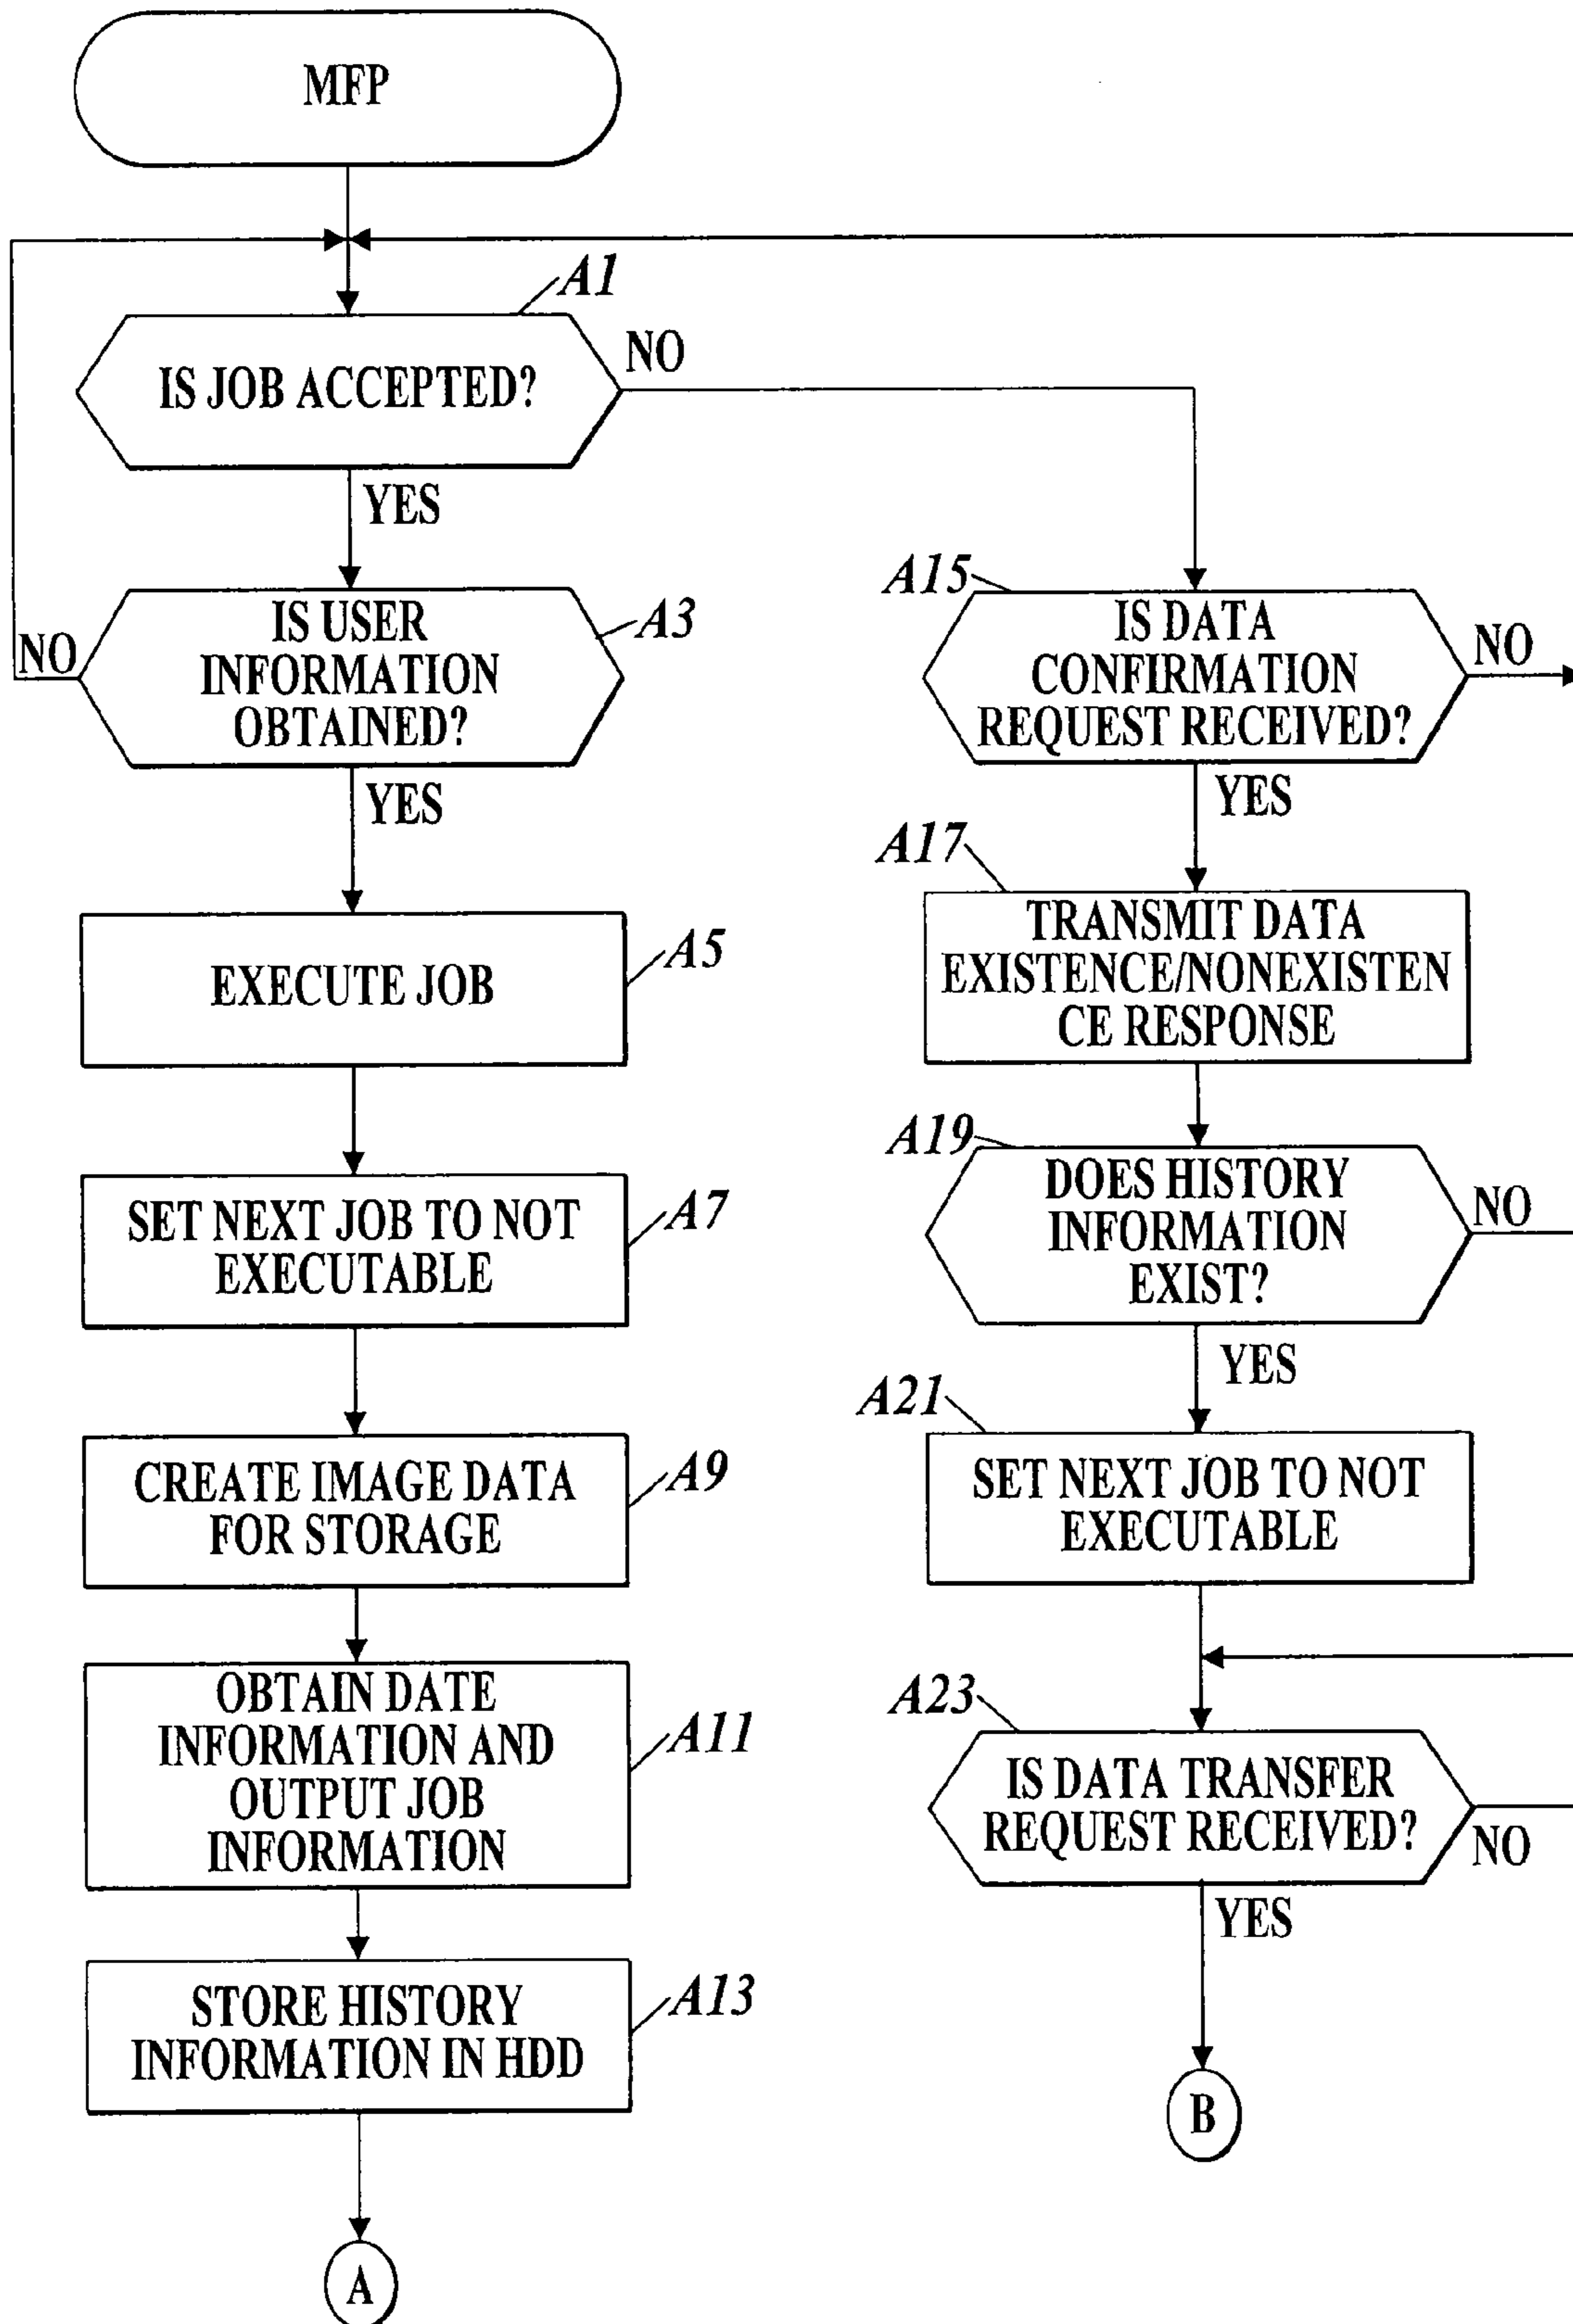 MFP
A1
IS JOB ACCEPTED?
NO
YES
A3
IS USER
INFORMATION
OBTAINED?
NO
YES
A5
EXECUTE JOB
A7
SET NEXT JOB TO NOT
EXECUTABLE
A9
CREATE IMAGE DATA
FOR STORAGE
A11
OBTAIN DATE
INFORMATION AND
OUTPUT JOB
INFORMATION
A13
STORE HISTORY
INFORMATION IN HDD
A
A15
IS DATA
CONFIRMATION
REQUEST RECEIVED?
NO
YES
A17
TRANSMIT DATA
EXISTENCE/NONEXISTEN
CE RESPONSE
A19
DOES HISTORY
INFORMATION
EXIST?
NO
YES
A21
SET NEXT JOB TO NOT
EXECUTABLE
A23
IS DATA TRANSFER
REQUEST RECEIVED?
NO
YES
B